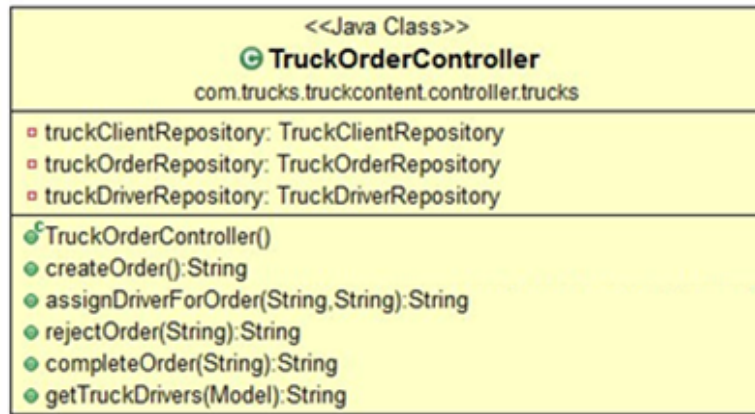 <<Java Class>>
C TruckOrderController
com.trucks.truckcontent.controller.trucks
truckClientRepository: TruckClientRepository
truckOrderRepository: TruckOrderRepository
truckDriverRepository: TruckDriverRepository
C TruckOrderController()
createOrder():String
assignDriverForOrder(String,String):String
rejectOrder(String):String
completeOrder(String):String
getTruckDrivers(Model):String